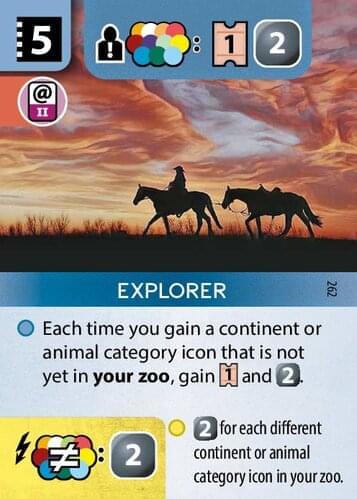 5
! : 1 2
@
II
EXPLORER
262
Each time you gain a continent or
animal category icon that is not
yet in your zoo, gain 1 and 2.
≠ : 2
2 for each different
continent or animal
category icon in your zoo.